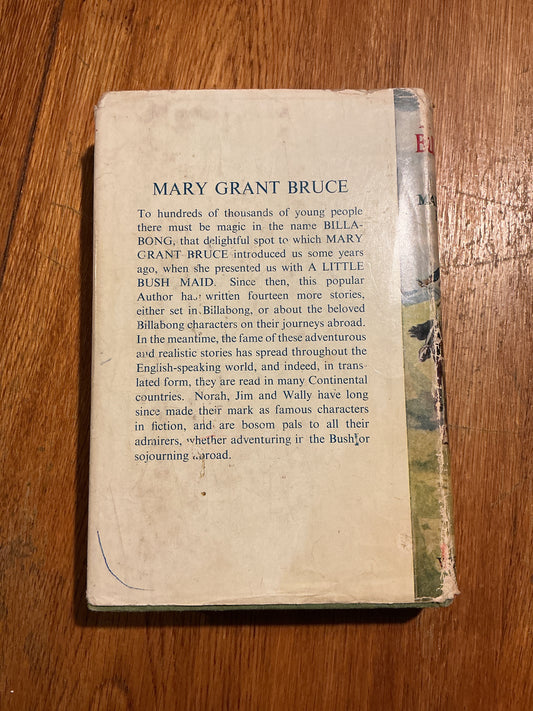 MARY GRANT BRUCE
To hundreds of thousands of young people
there must be magic in the name BILLA-
BONG, that delightful spot to which MARY
GRANT BRUCE introduced us some years
ago, when she presented us with A LITTLE
BUSH MAID. Since then, this popular
Author has written fourteen more stories,
either set in Billabong, or about the beloved
Billabong characters on their journeys abroad.
In the meantime, the fame of these adventurous
and realistic stories has spread throughout the
English-speaking world, and indeed, in trans-
lated form, they are read in many Continental
countries. Norah, Jim and Wally have long
since made their mark as famous characters
in fiction, and are bosom pals to all their
admirers, whether adventuring in the Bush or
sojourning abroad.